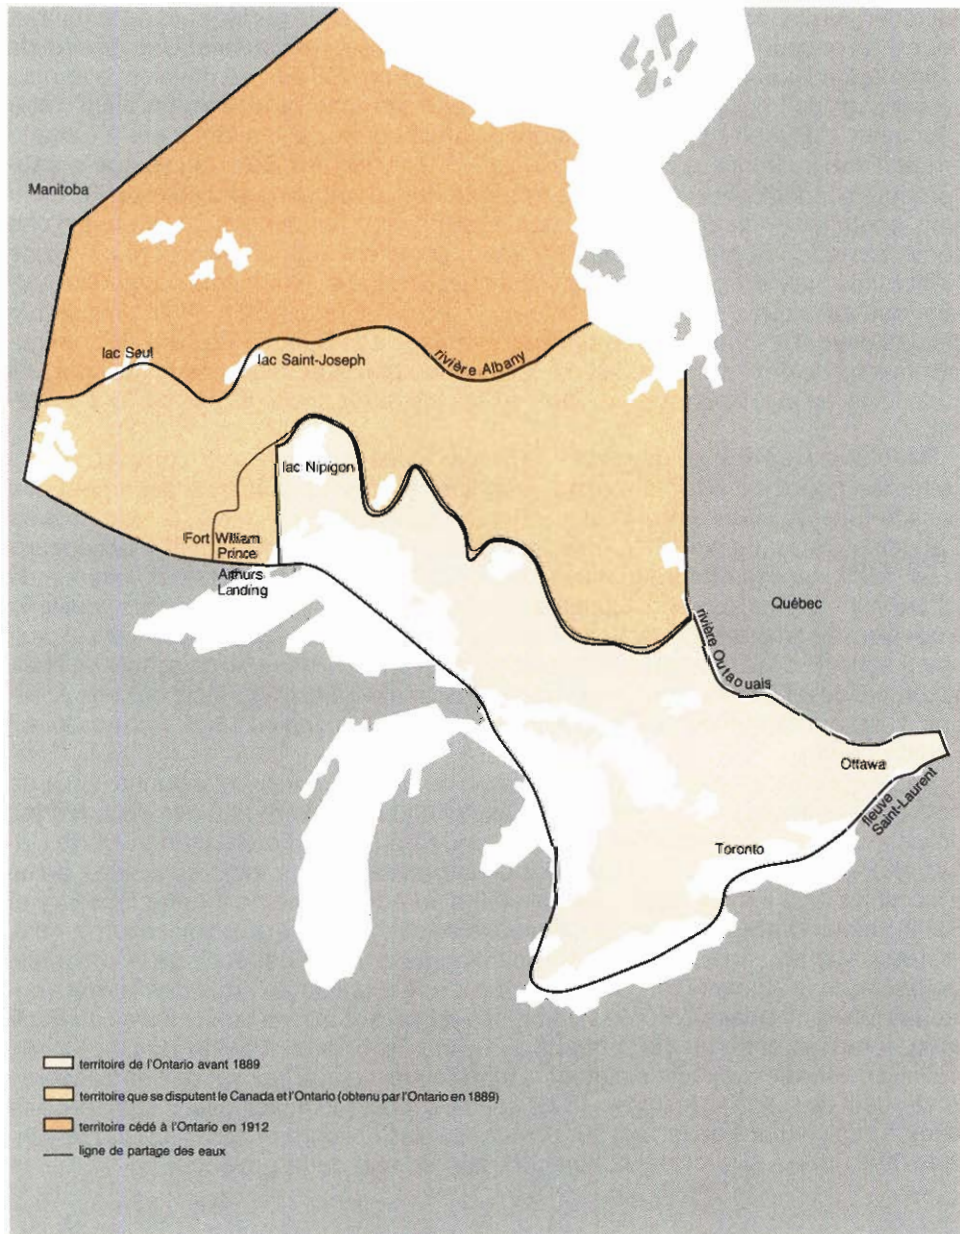 Manitoba
lac Seul
lac Saint-Joseph
rivière Albany
lac Nipigon
Fort William
Prince
Arthurs
Landing
Québec
rivière Outaouais
Ottawa
fleuve
Saint-Laurent
Toronto
territoire de l'Ontario avant 1889
territoire que se disputent le Canada et l'Ontario (obtenu par l'Ontario en 1889)
territoire cédé à l'Ontario en 1912
ligne de partage des eaux